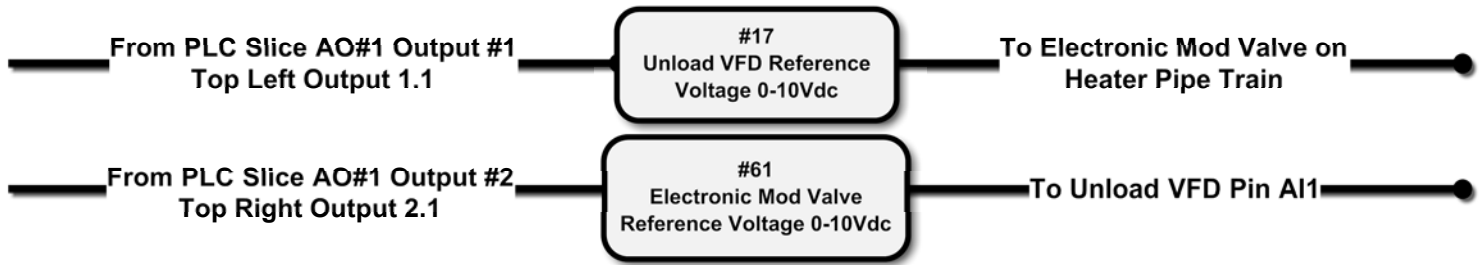 From PLC Slice AO#1 Output #1
Top Left Output 1.1
#17
Unload VFD Reference
Voltage 0-10Vdc
To Electronic Mod Valve on
Heater Pipe Train
From PLC Slice AO#1 Output #2
Top Right Output 2.1
#61
Electronic Mod Valve
Reference Voltage 0-10Vdc
To Unload VFD Pin AI1